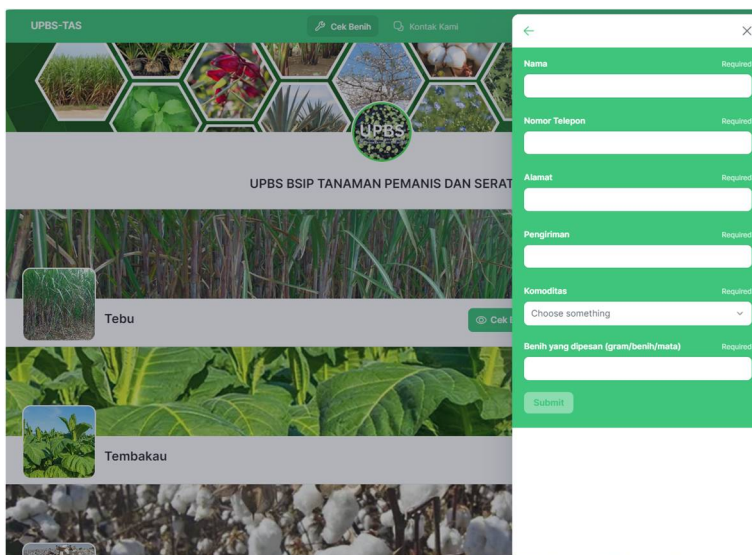 UPBS-TAS
Cek Benih
Kontak Kami
UPBS
UPBS BSIP TANAMAN PEMANIS DAN SERAT
Tebu
Cek
Tembakau
Nama
Required
Nomor Telepon
Required
Alamat
Required
Pengiriman
Required
Komoditas
Required
Choose something
Benih yang dipesan (gram/benih/mata)
Required
Submit